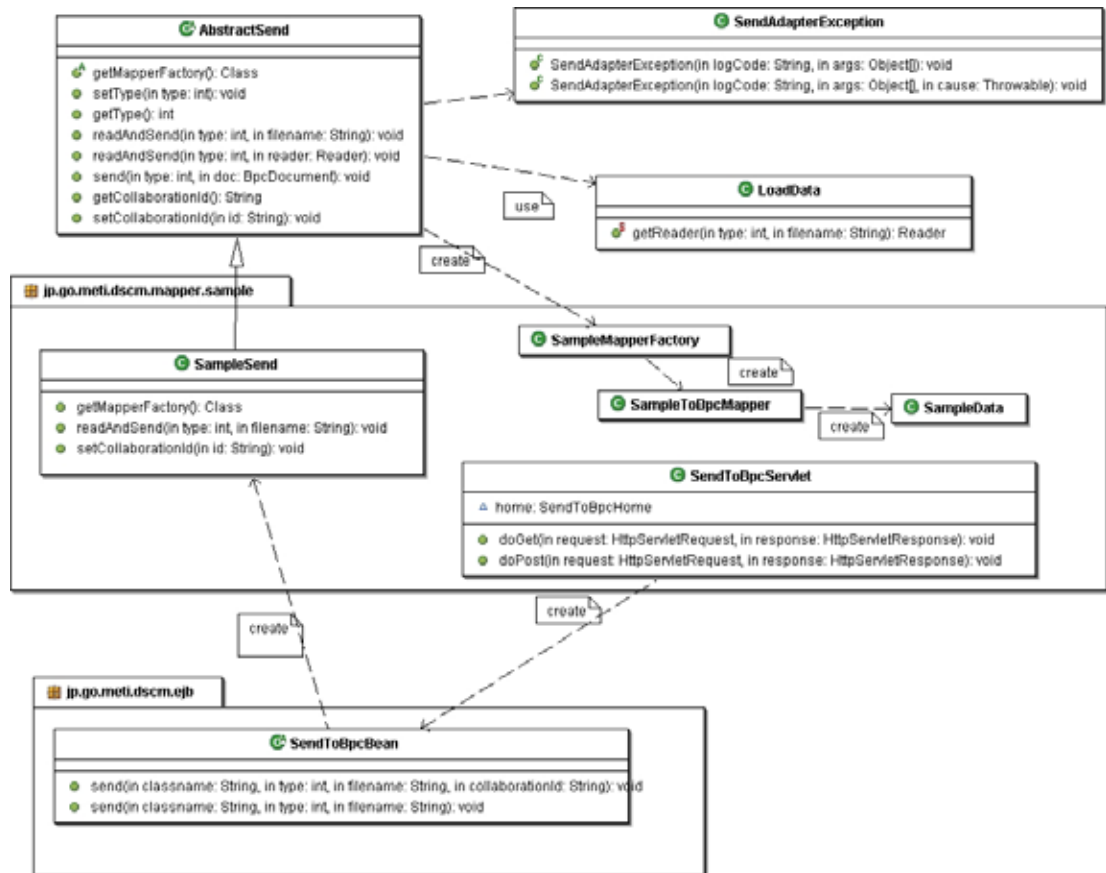 AbstractSend
getMapperFactory(): Class
setType(in type: int): void
getType(): int
readAndSend(in type: int, in filename: String): void
readAndSend(in type: int, in reader: Reader): void
send(in type: int, in doc: BpcDocument): void
getCollaborationId(): String
setCollaborationId(in id: String): void
SendAdapterException
SendAdapterException(in logCode: String, in args: Object[]): void
SendAdapterException(in logCode: String, in args: Object[], in cause: Throwable): void
LoadData
getReader(in type: int, in filename: String): Reader
use
create
jp.go.meti.dscm.mapper.sample
SampleSend
getMapperFactory(): Class
readAndSend(in type: int, in filename: String): void
setCollaborationId(in id: String): void
SampleMapperFactory
create
SampleToBpcMapper
SampleData
create
SendToBpcServlet
home: SendToBpcHome
doGet(in request: HttpServletRequest, in response: HttpServletResponse): void
doPost(in request: HttpServletRequest, in response: HttpServletResponse): void
create
create
jp.go.meti.dscm.ejb
SendToBpcBean
send(in classname: String, in type: int, in filename: String, in collaborationId: String): void
send(in classname: String, in type: int, in filename: String): void